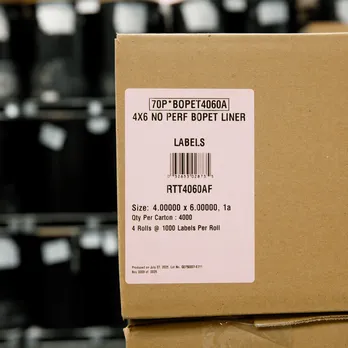 70P*BOPET4060A
4X6 NO PERF BOPET LINER
LABELS
RTT4060AF
Size: 4.00000 x 6.00000, 1a
Qty Per Carton : 4000
4 Rolls @ 1000 Labels Per Roll